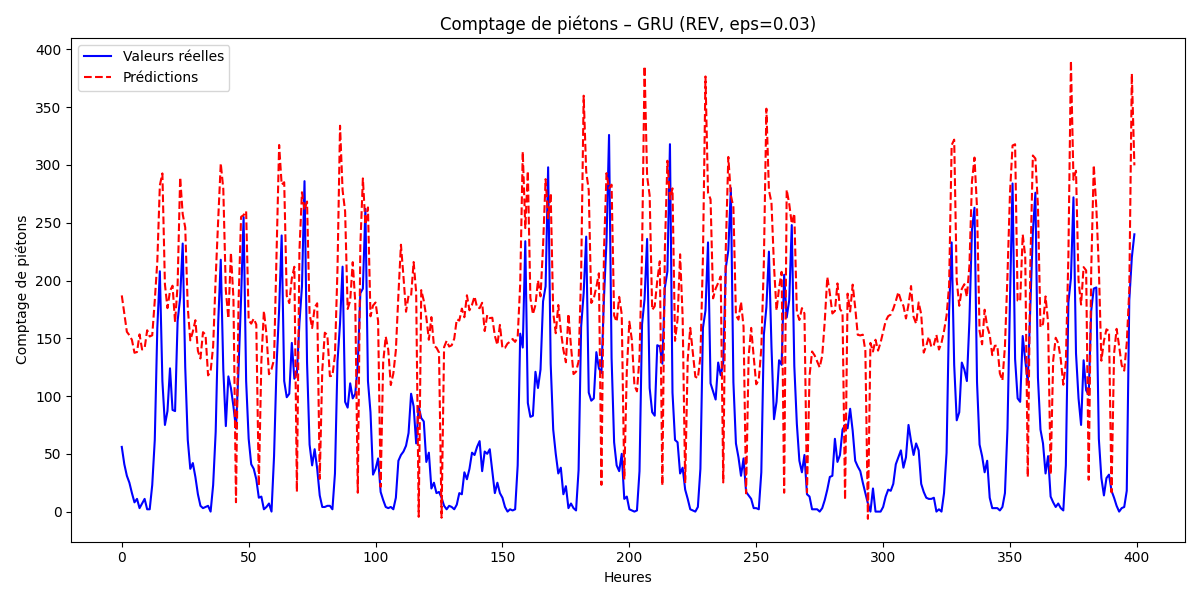 Comptage de piétons – GRU (REV, eps=0.03)
Valeurs réelles
Prédictions
Comptage de piétons
400
350
300
250
200
150
100
50
0
0 50 100 150 200 250 300 350 400
Heures